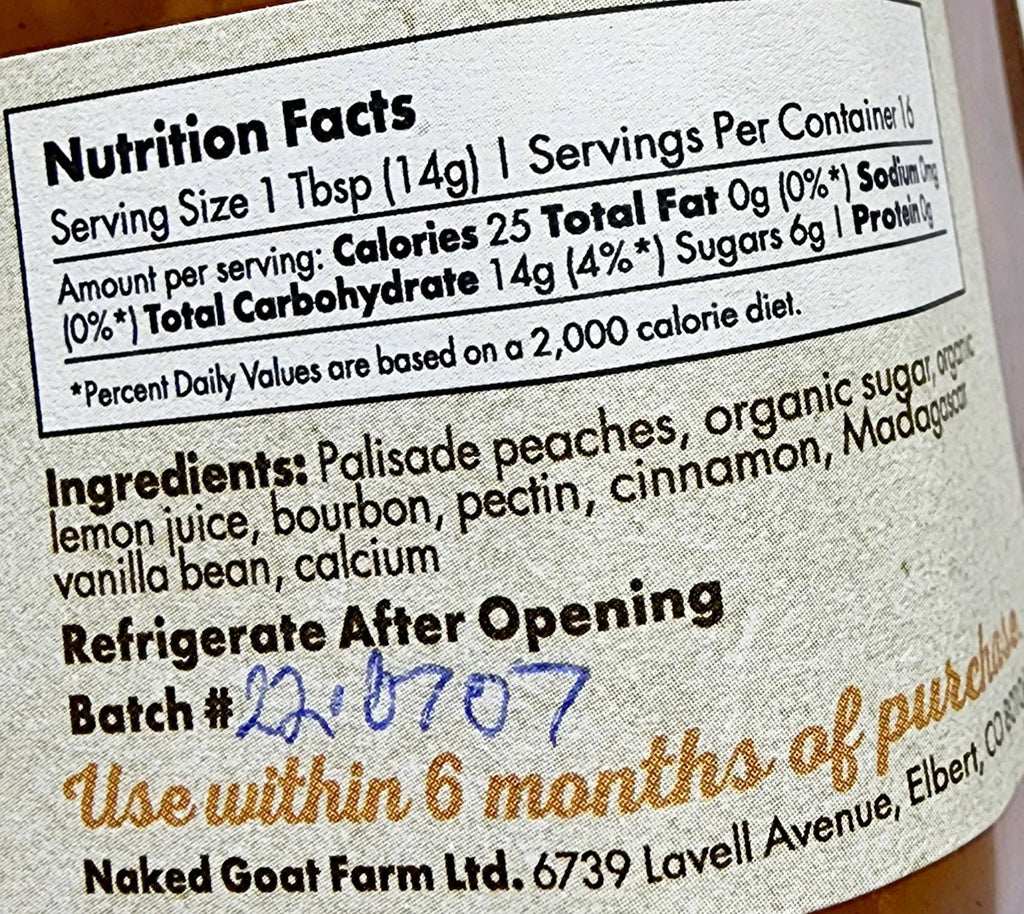 Nutrition Facts
Serving Size 1 Tbsp (14g) | Servings Per Container 16
Amount per serving: Calories 25 Total Fat 0g (0%*) Sodium 0mg
(0%*) Total Carbohydrate 14g (4%*) Sugars 6g | Protein 0g
*Percent Daily Values are based on a 2,000 calorie diet.
Ingredients: Palisade peaches, organic sugar, organic
lemon juice, bourbon, pectin, cinnamon, Madagascar
vanilla bean, calcium
Refrigerate After Opening
Batch # 22.0707
Use within 6 months of purchase
Naked Goat Farm Ltd. 6739 Lavell Avenue, Elbert, CO